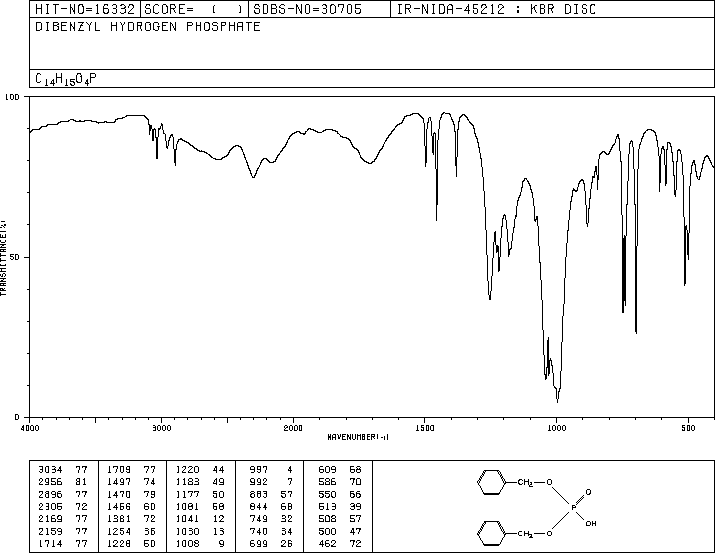 HIT-NO=16332 SCORE= ( ) SDBS-NO=30705 IR-NIDA-45212 : KBR DISC
DIBENZYL HYDROGEN PHOSPHATE
C14H15O4P
100
TRANSMITTANCE(%)
50
0
4000 3000 2000 1500 1000 500
WAVENUMBER(-1)
3034 77 1709 77 1220 44 997 4 609 68
2956 81 1497 74 1183 49 992 7 586 70
2896 77 1470 79 1177 50 883 57 550 66
2305 72 1456 60 1081 58 844 68 513 39
2169 77 1381 72 1041 12 749 32 508 57
2159 77 1254 35 1030 13 740 34 500 47
1714 77 1228 50 1008 9 699 26 462 72
CH2 O O
P
CH2 O OH